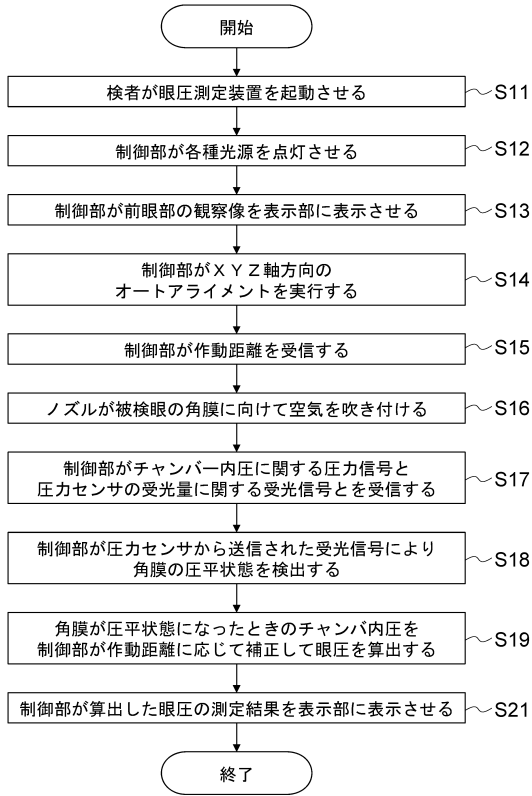 開始
検者が眼圧測定装置を起動させる S11
制御部が各種光源を点灯させる S12
制御部が前眼部の観察像を表示部に表示させる S13
制御部がＸＹＺ軸方向の
オートアライメントを実行する S14
制御部が作動距離を受信する S15
ノズルが被検眼の角膜に向けて空気を吹き付ける S16
制御部がチャンバー内圧に関する圧力信号と
圧力センサの受光量に関する受光信号とを受信する S17
制御部が圧力センサから送信された受光信号により
角膜の圧平状態を検出する S18
角膜が圧平状態になったときのチャンバ内圧を
制御部が作動距離に応じて補正して眼圧を算出する S19
制御部が算出した眼圧の測定結果を表示部に表示させる S21
終了